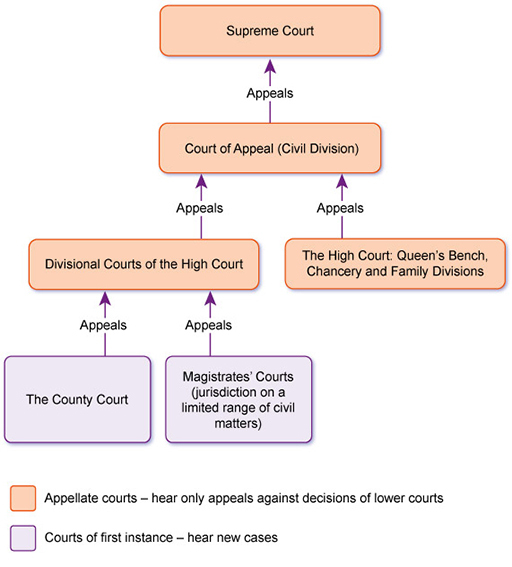 Supreme Court
Appeals
Court of Appeal (Civil Division)
Appeals
Appeals
Divisional Courts of the High Court
The High Court: Queen's Bench,
Chancery and Family Divisions
Appeals
Appeals
The County Court
Magistrates' Courts
(jurisdiction on a
limited range of civil
matters)
Appellate courts – hear only appeals against decisions of lower courts
Courts of first instance – hear new cases